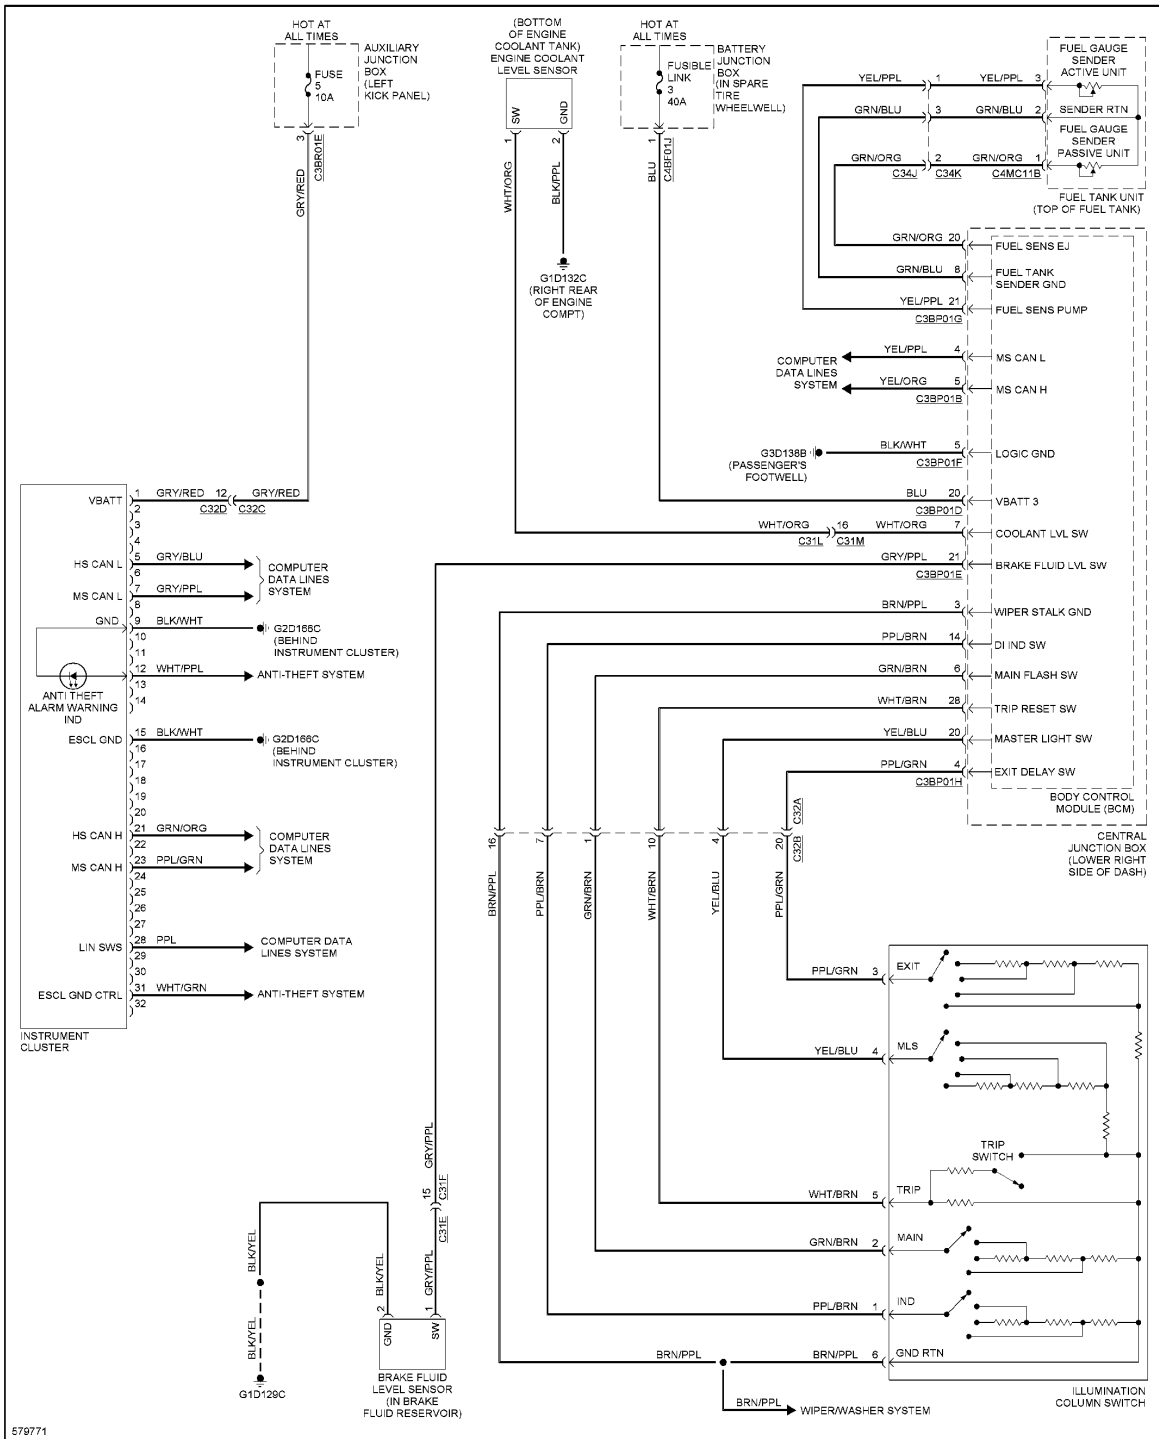 HOT AT
ALL TIMES
AUXILIARY
JUNCTION
BOX
(LEFT
KICK PANEL)
FUSE
5
10A
3
C3BR01E
GRY/RED
(BOTTOM
OF ENGINE
COOLANT TANK)
ENGINE COOLANT
LEVEL SENSOR
SW
GND
1
2
WHT/ORG
BLK/PPL
G1D132C
(RIGHT REAR
OF ENGINE
COMPT)
HOT AT
ALL TIMES
BATTERY
JUNCTION
BOX
(IN SPARE
TIRE
WHEELWELL)
FUSIBLE
LINK
3
40A
1
C4BF01J
BLU
FUEL GAUGE
SENDER
ACTIVE UNIT
SENDER RTN
FUEL GAUGE
SENDER
PASSIVE UNIT
FUEL TANK UNIT
(TOP OF FUEL TANK)
YEL/PPL 1 YEL/PPL 3
GRN/BLU 3 GRN/BLU 2
GRN/ORG 2 GRN/ORG 1
C34J C34K C4MC11B
GRN/ORG 20 FUEL SENS EJ
GRN/BLU 8 FUEL TANK
SENDER GND
YEL/PPL 21 FUEL SENS PUMP
C3BP01G
COMPUTER
DATA LINES
SYSTEM
YEL/PPL 4 MS CAN L
YEL/ORG 5 MS CAN H
C3BP01B
G3D138B
(PASSENGER'S
FOOTWELL)
BLK/WHT 5 LOGIC GND
C3BP01F
BLU 20 VBATT 3
C3BP01D
WHT/ORG 16 WHT/ORG 7 COOLANT LVL SW
C31L C31M
GRY/PPL 21 BRAKE FLUID LVL SW
C3BP01E
BRN/PPL 3 WIPER STALK GND
PPL/BRN 14 DI IND SW
GRN/BRN 6 MAIN FLASH SW
WHT/BRN 28 TRIP RESET SW
YEL/BLU 20 MASTER LIGHT SW
PPL/GRN 4 EXIT DELAY SW
C3BP01H
BODY CONTROL
MODULE (BCM)
CENTRAL
JUNCTION BOX
(LOWER RIGHT
SIDE OF DASH)
VBATT 1 GRY/RED 12 GRY/RED
C32D C32C
2
3
4
HS CAN L 5 GRY/BLU
6
MS CAN L 7 GRY/PPL
8
COMPUTER
DATA LINES
SYSTEM
GND 9 BLK/WHT
G2D166C
(BEHIND
INSTRUMENT CLUSTER)
10
11
12 WHT/PPL ANTI-THEFT SYSTEM
13
14
ANTI THEFT
ALARM WARNING
IND
ESCL GND 15 BLK/WHT
G2D166C
(BEHIND
INSTRUMENT CLUSTER)
16
17
18
19
20
HS CAN H 21 GRN/ORG
22
MS CAN H 23 PPL/GRN
24
COMPUTER
DATA LINES
SYSTEM
25
26
27
LIN SWS 28 PPL
COMPUTER DATA
LINES SYSTEM
29
30
ESCL GND CTRL 31 WHT/GRN ANTI-THEFT SYSTEM
32
INSTRUMENT
CLUSTER
C32A
C32B
16
7
1
10
4
20
BRN/PPL
PPL/BRN
GRN/BRN
WHT/BRN
YEL/BLU
PPL/GRN
PPL/GRN 3 EXIT
YEL/BLU 4 MLS
TRIP
SWITCH
WHT/BRN 5 TRIP
GRN/BRN 2 MAIN
PPL/BRN 1 IND
BRN/PPL BRN/PPL 6 GND RTN
BRN/PPL WIPER/WASHER SYSTEM
ILLUMINATION
COLUMN SWITCH
GRY/PPL
15
C31F
C31E
GRY/PPL
1
SW
BLK/YEL
2
GND
BLK/YEL
BLK/YEL
G1D129C
BRAKE FLUID
LEVEL SENSOR
(IN BRAKE
FLUID RESERVOIR)
579771